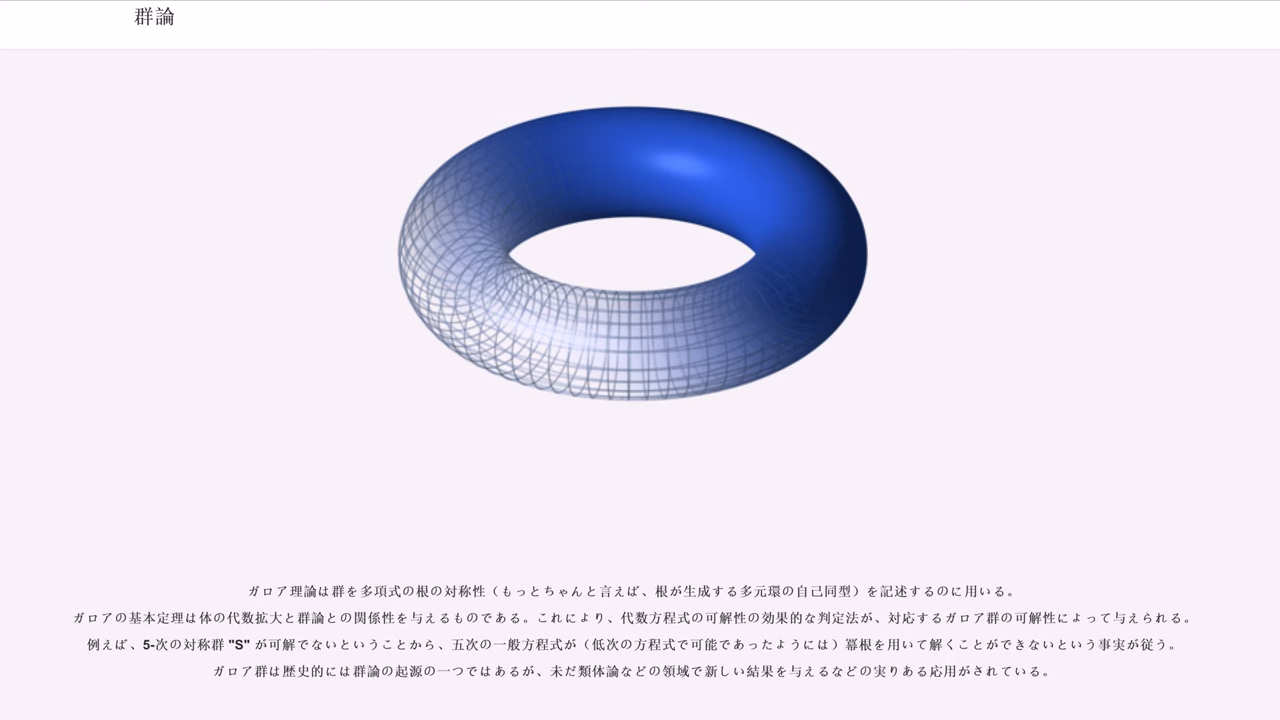 群論
ガロア理論は群を多項式の根の対称性（もっとちゃんと言えば、根が生成する多元環の自己同型）を記述するのに用いる。
ガロアの基本定理は体の代数拡大と群論との関係性を与えるものである。これにより、代数方程式の可解性の効果的な判定法が、対応するガロア群の可解性によって与えられる。
例えば、5-次の対称群 "S" が可解でないということから、五次の一般方程式が（低次の方程式で可能であったようには）冪根を用いて解くことができないという事実が従う。
ガロア群は歴史的には群論の起源の一つではあるが、未だ類体論などの領域で新しい結果を与えるなどの実りある応用がされている。